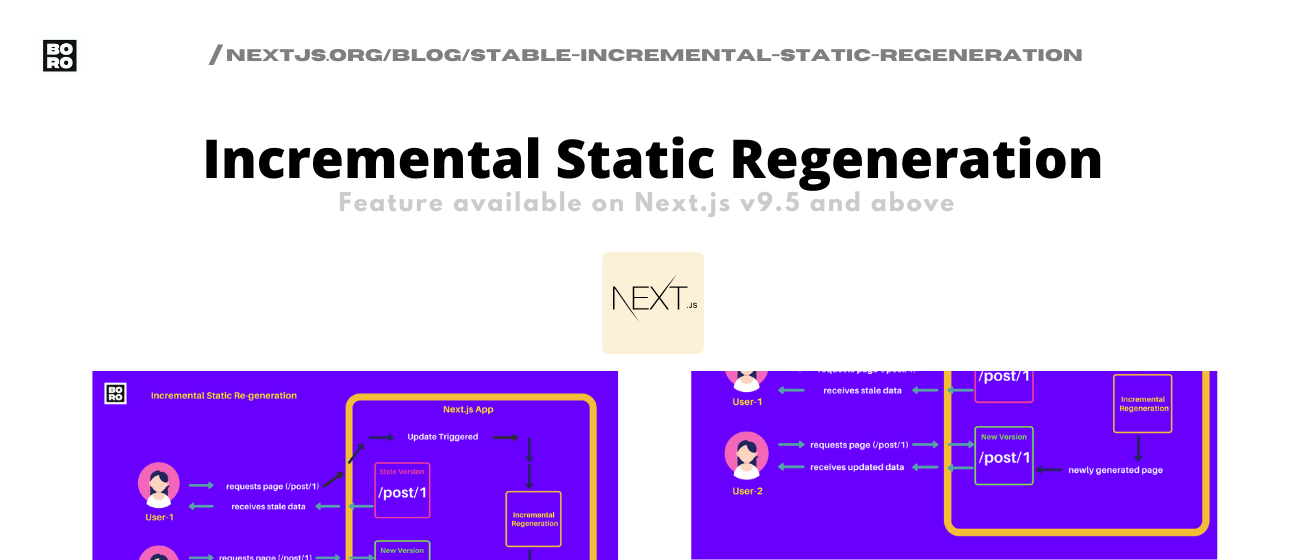 BO
RO
/NEXTJS.ORG/BLOG/STABLE-INCREMENTAL-STATIC-REGENERATION
Incremental Static Regeneration
Feature available on Next.js v9.5 and above
NEXT.JS
BO
RO
Incremental Static Re-generation
Next.js App
Update Triggered
Stale Version
/post/1
requests page (/post/1)
receives stale data
User-1
Incremental
Regeneration
New Version
requests page (/post/1)
requests page (/post/1)
/post/1
receives stale data
User-1
Incremental
Regeneration
New Version
/post/1
requests page (/post/1)
receives updated data
newly generated page
User-2